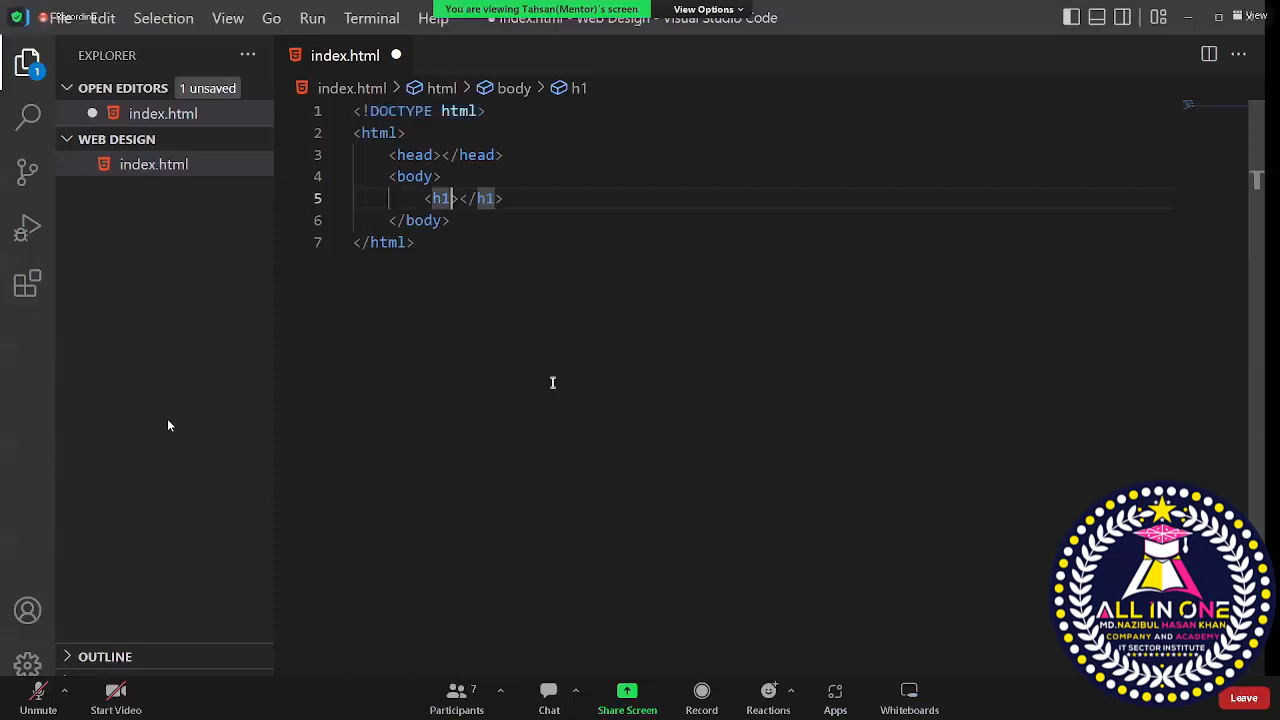 You are viewing Tahsan(Mentor)'s screen
View Options
Edit Selection View Go Run Terminal Help
index.html - Web Design - Visual Studio Code
View
EXPLORER
OPEN EDITORS
1 unsaved
index.html
WEB DESIGN
index.html
OUTLINE
1
index.html
index.html > html > body > h1
1 <!DOCTYPE html>
2 <html>
3 <head></head>
4 <body>
5 <h1></h1>
6 </body>
7 </html>
ALL IN ONE
MD.NAZIBUL HASAN KHAN
COMPANY AND ACADEMY
IT SECTOR INSTITUTE
Unmute
Start Video
7
Participants
Chat
Share Screen
Record
Reactions
Apps
Whiteboards
Leave